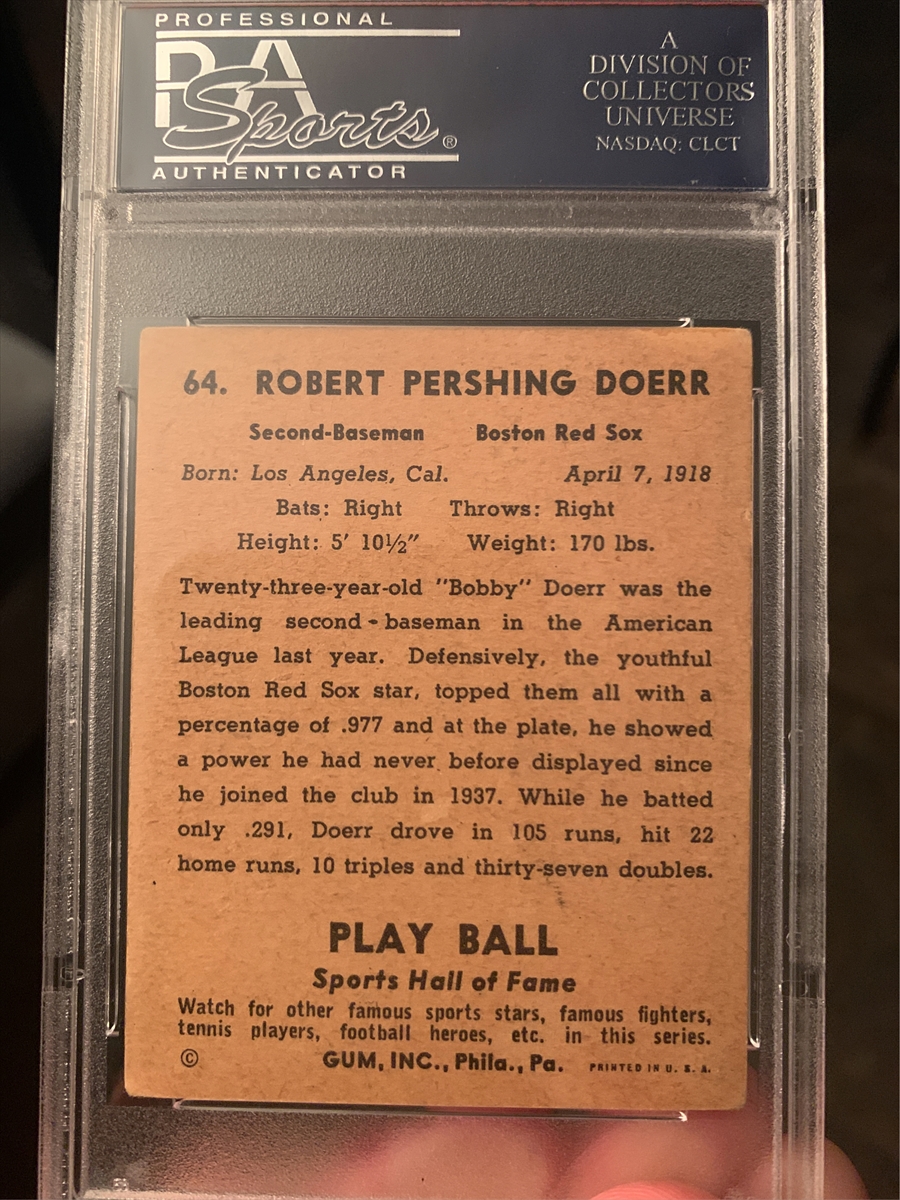 PROFESSIONAL
PSA
Sports®
AUTHENTICATOR
A
DIVISION OF
COLLECTORS
UNIVERSE
NASDAQ: CLCT
64. ROBERT PERSHING DOERR
Second-Baseman Boston Red Sox
Born: Los Angeles, Cal. April 7, 1918
Bats: Right Throws: Right
Height: 5' 10½" Weight: 170 lbs.
Twenty-three-year-old "Bobby" Doerr was the
leading second-baseman in the American
League last year. Defensively, the youthful
Boston Red Sox star, topped them all with a
percentage of .977 and at the plate, he showed
a power he had never before displayed since
he joined the club in 1937. While he batted
only .291, Doerr drove in 105 runs, hit 22
home runs, 10 triples and thirty-seven doubles.
PLAY BALL
Sports Hall of Fame
Watch for other famous sports stars, famous fighters,
tennis players, football heroes, etc. in this series.
© GUM, INC., Phila., Pa. PRINTED IN U. S. A.